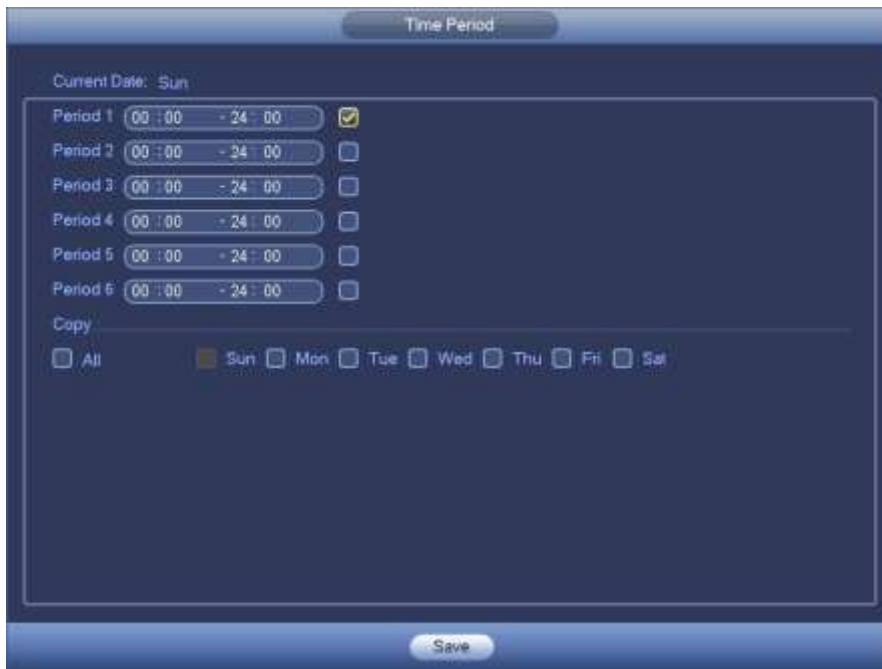 Time Period
Current Date: Sun
Period 1 00 :00 - 24 : 00
Period 2 00 :00 - 24 : 00
Period 3 00 :00 - 24 : 00
Period 4 00 :00 - 24 : 00
Period 5 00 :00 - 24 : 00
Period 6 00 :00 - 24 : 00
Copy
All Sun Mon Tue Wed Thu Fri Sat
Save